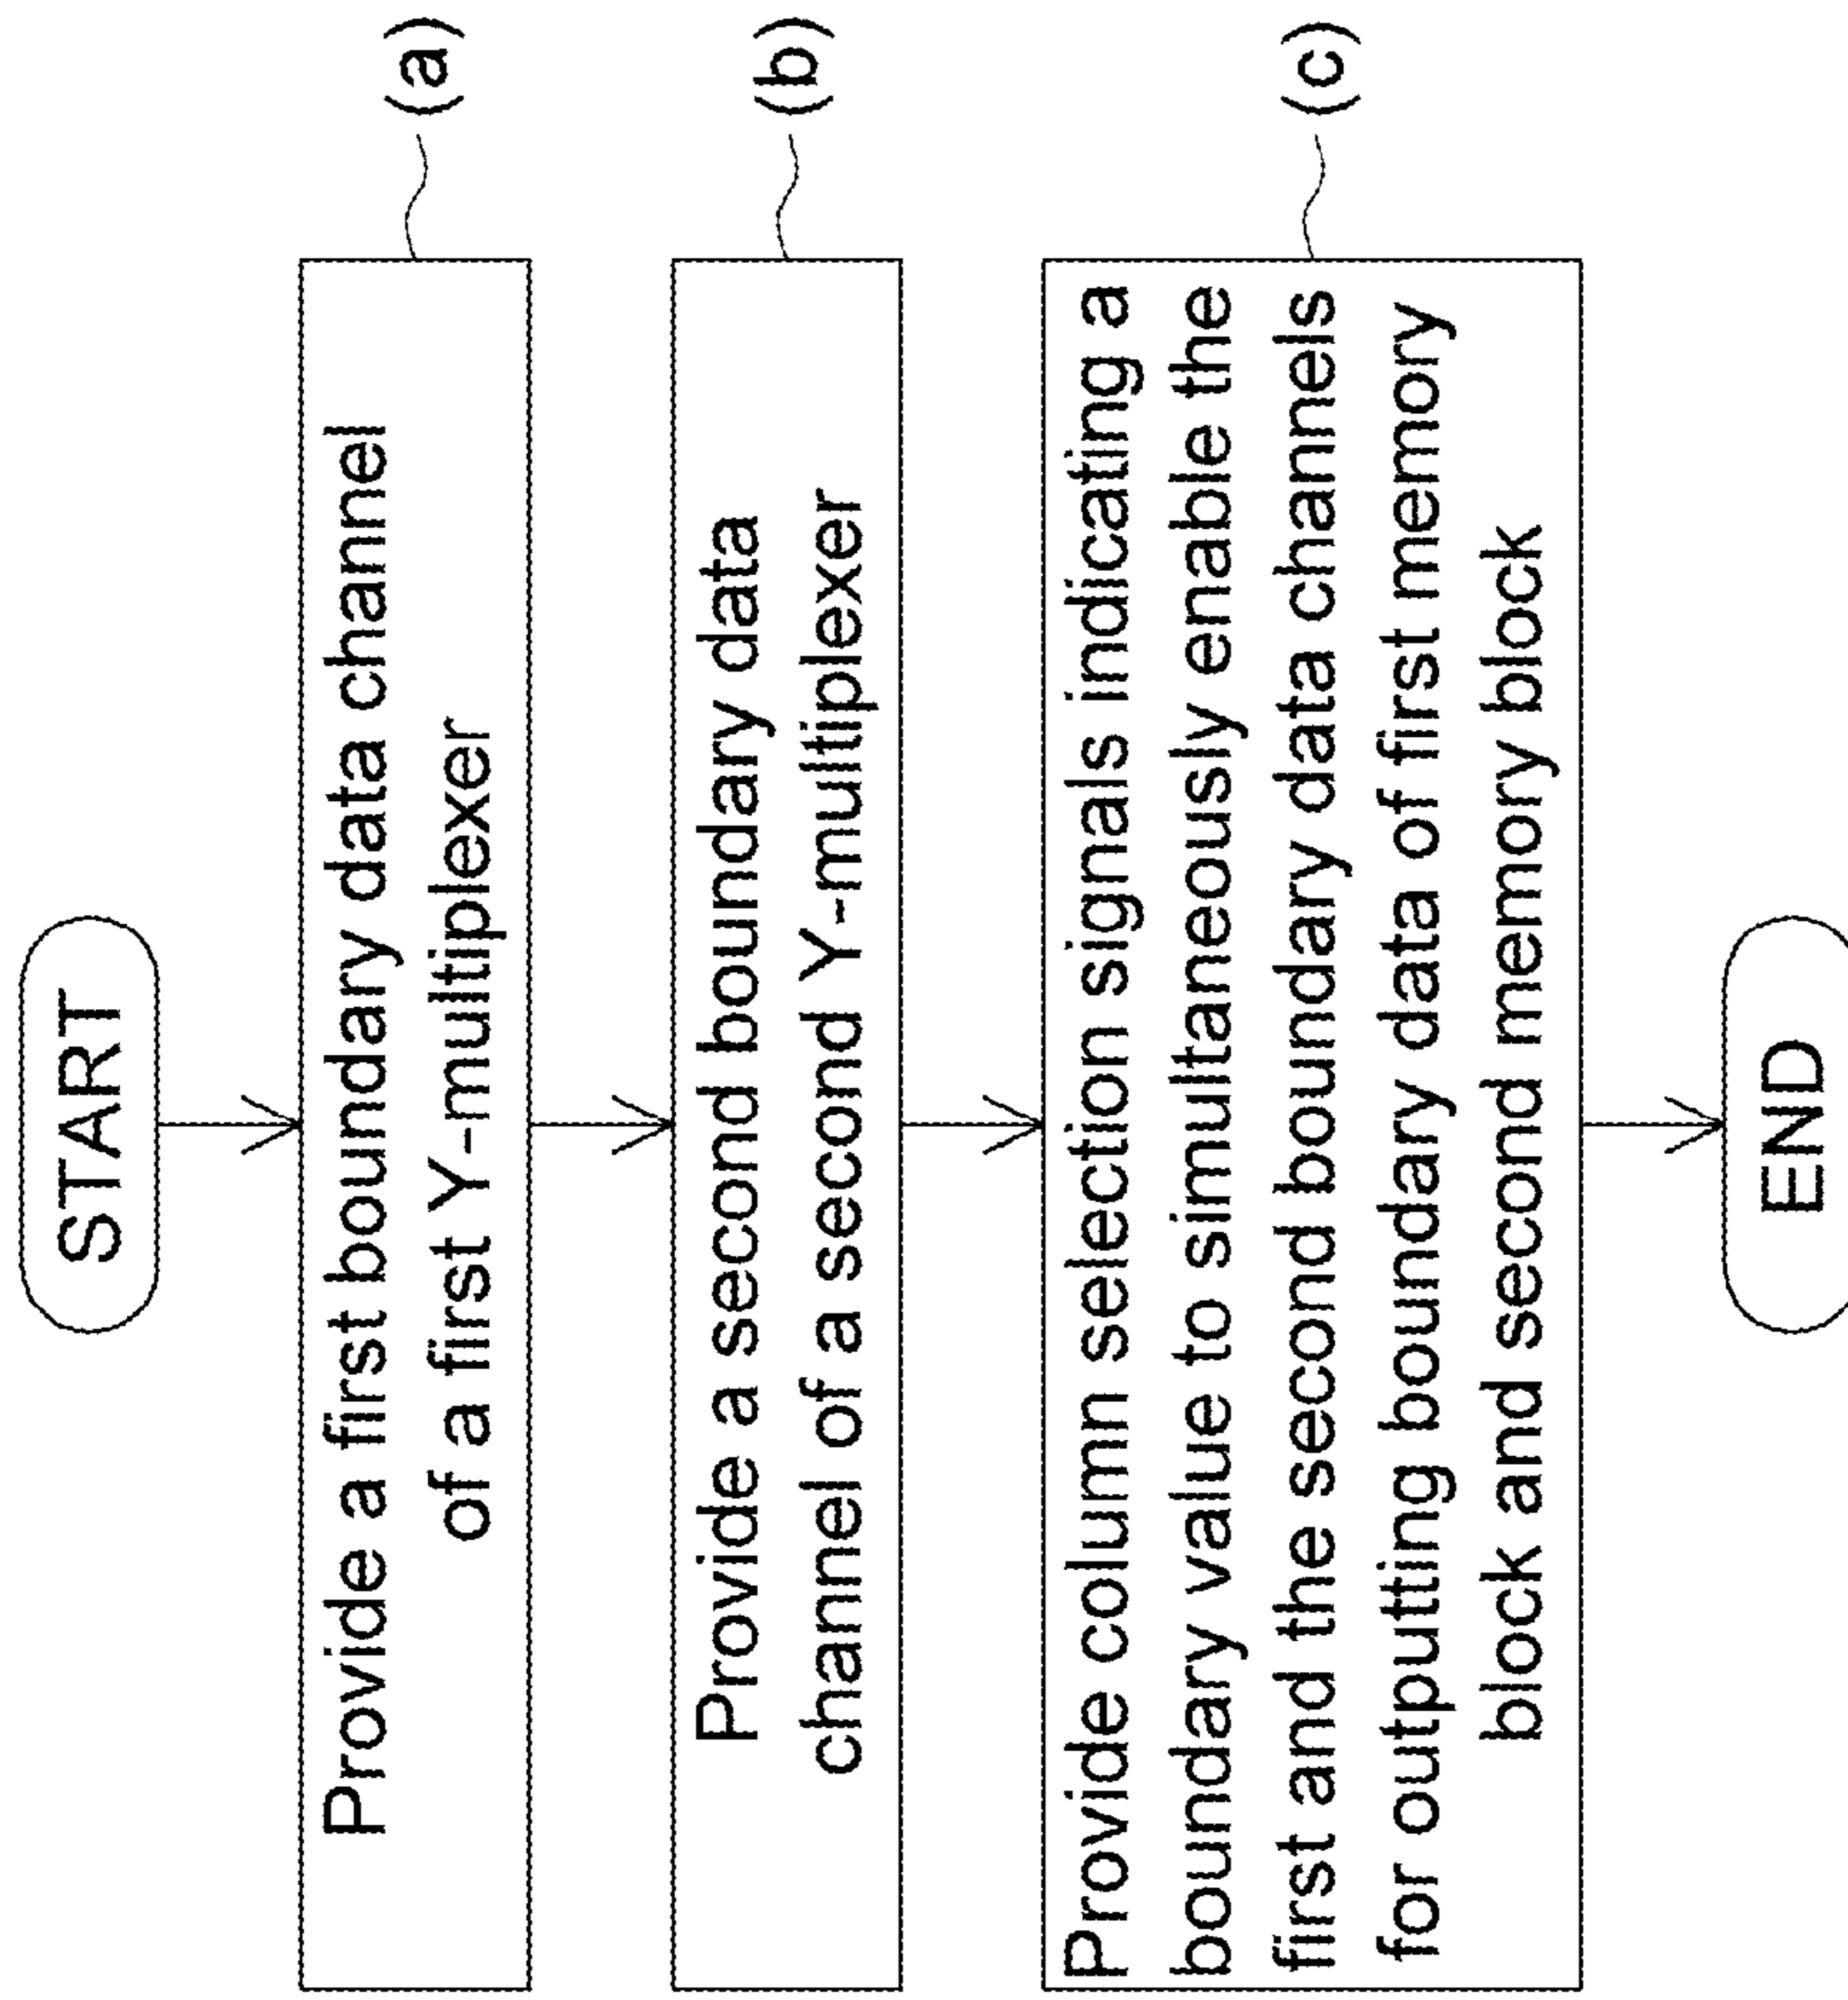 START
Provide a first boundary data channel
of a first Y-multiplexer
(a)
Provide a second boundary data
channel of a second Y-multiplexer
(b)
Provide column selection signals indicating a
boundary value to simultaneously enable the
first and the second boundary data channels
for outputting boundary data of first memory
block and second memory block
(c)
END